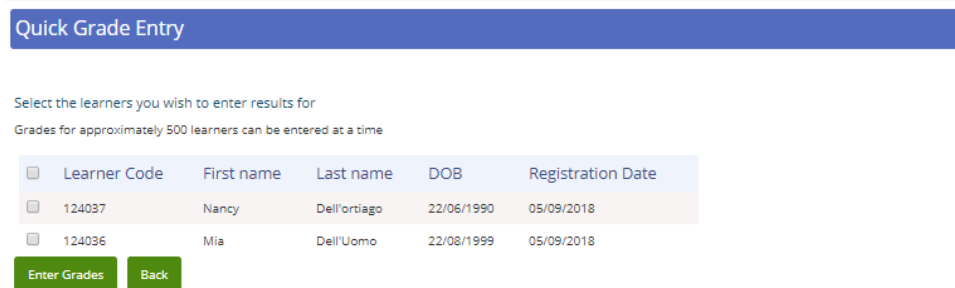 Quick Grade Entry
Select the learners you wish to enter results for
Grades for approximately 500 learners can be entered at a time
Learner Code First name Last name DOB Registration Date
124037 Nancy Dell'ortiago 22/06/1990 05/09/2018
124036 Mia Dell'Uomo 22/08/1999 05/09/2018
Enter Grades Back